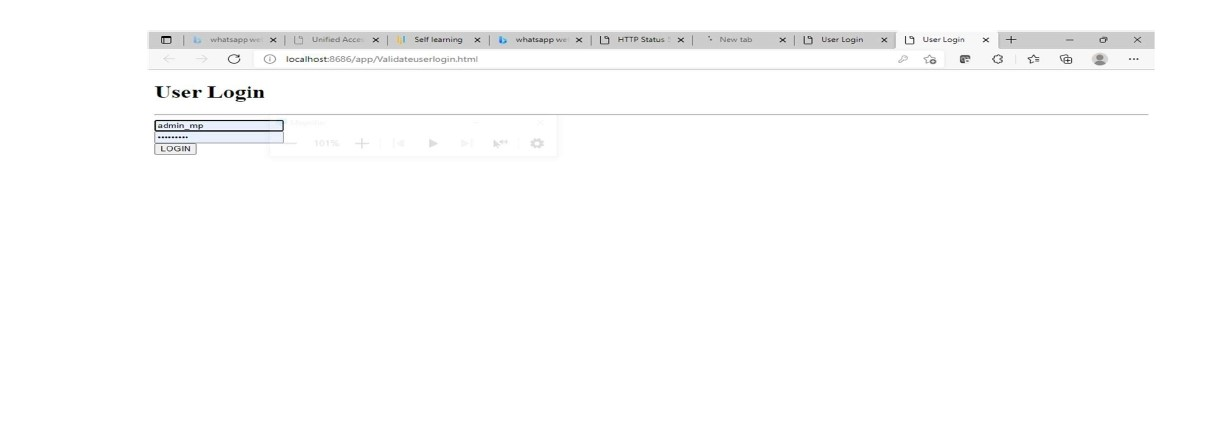 whatsapp we
Unified Acce
Self learning
whatsapp we
HTTP Status
New tab
User Login
User Login
localhost:8686/app/Validateuserlogin.html
User Login
admin_mp
•••••••••
101%
LOGIN